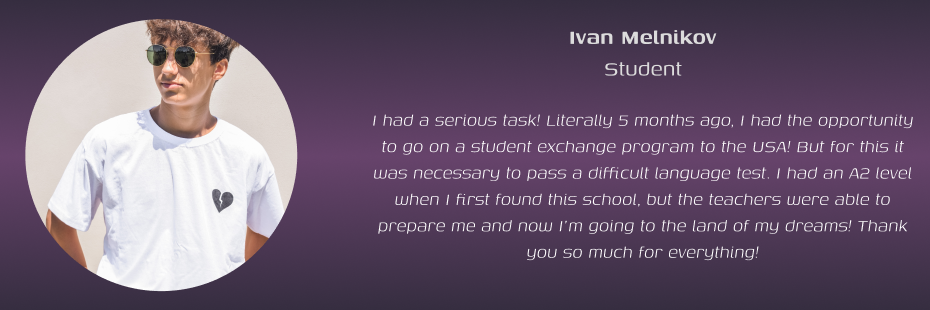 Ivan Melnikov
Student
I had a serious task! Literally 5 months ago, I had the opportunity
to go on a student exchange program to the USA! But for this it
was necessary to pass a difficult language test. I had an A2 level
when I first found this school, but the teachers were able to
prepare me and now I'm going to the land of my dreams! Thank
you so much for everything!